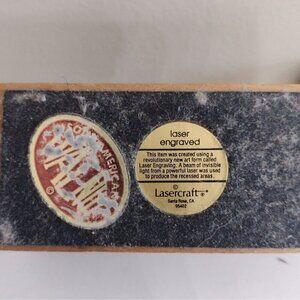 AMERICAN
©
laser
engraved
This item was created using a
revolutionary new art form called
Laser Engraving. A beam of invisible
light from a powerful laser was used
to produce the recessed areas.
©
Lasercraft®
Santa Rosa, CA
95402